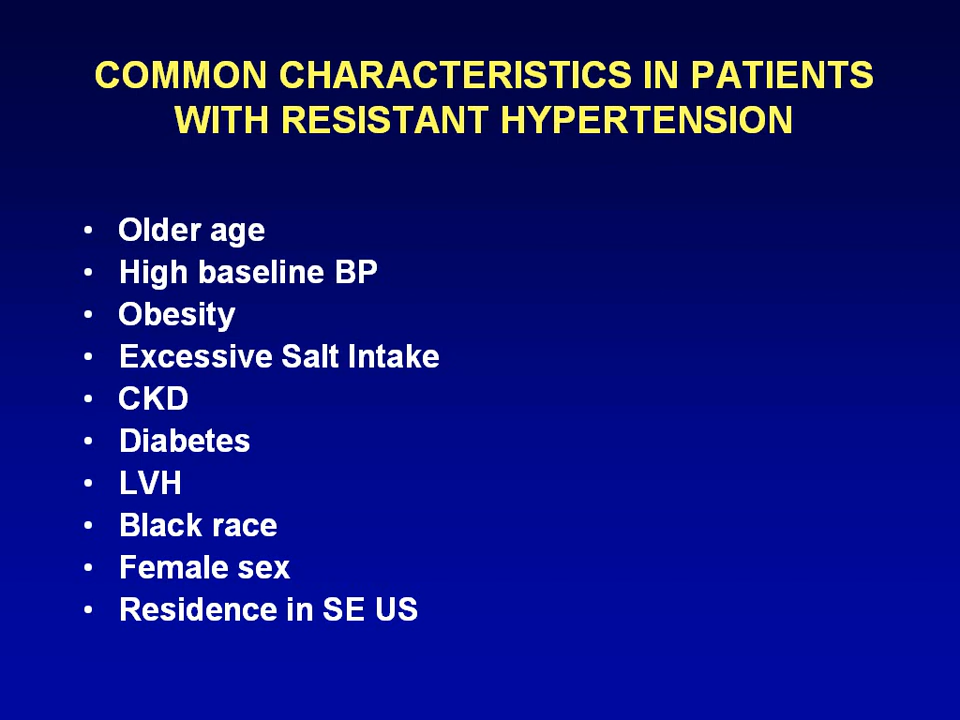 COMMON CHARACTERISTICS IN PATIENTS
WITH RESISTANT HYPERTENSION
• Older age
• High baseline BP
• Obesity
• Excessive Salt Intake
• CKD
• Diabetes
• LVH
• Black race
• Female sex
• Residence in SE US